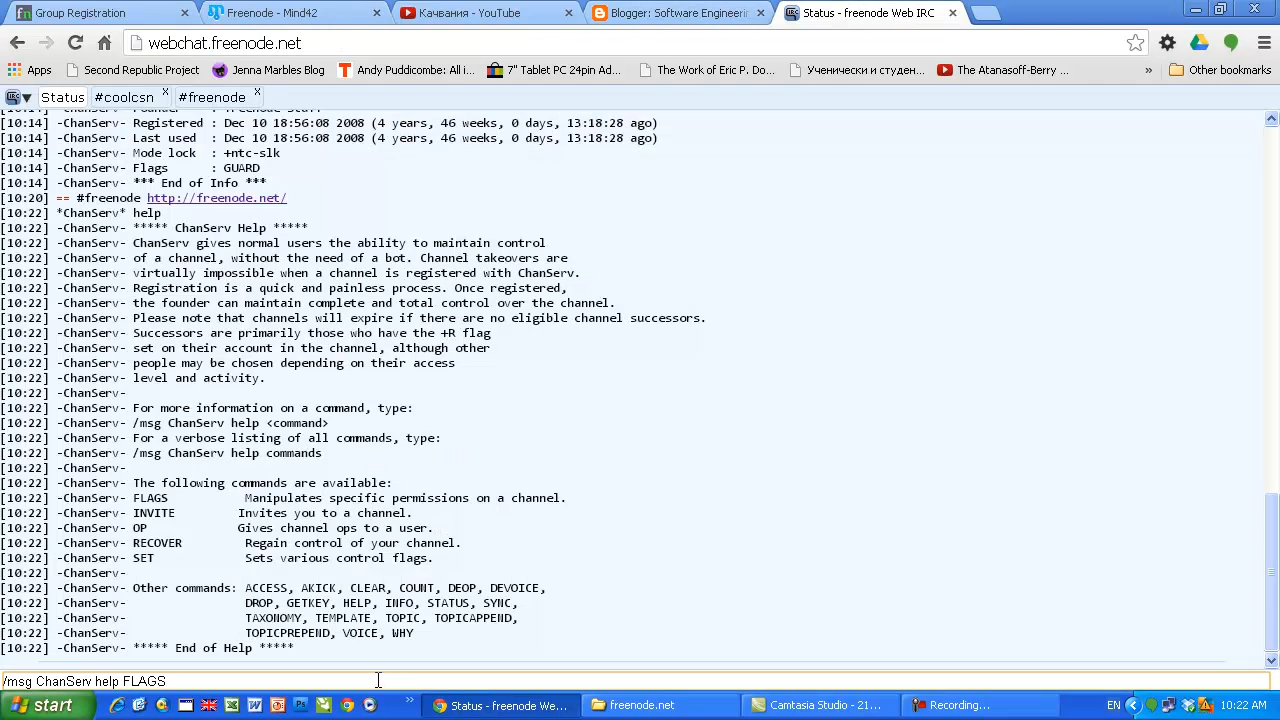 Group Registration
Freenode - Mind42
Качвания - YouTube
Blogger: Software Engineerin
Status - freenode Web IRC
webchat.freenode.net
Apps
Second Republic Project
Jenna Marbles Blog
Andy Puddicombe: All i...
7" Tablet PC 24pin Ad...
The Work of Eric P. Do...
Ученически и студен...
The Atanasoff-Berry ...
»
Other bookmarks
Status
#coolcsn
#freenode
[10:14] -ChanServ- Registered : Dec 10 18:56:08 2008 (4 years, 46 weeks, 0 days, 13:18:28 ago)
[10:14] -ChanServ- Last used  : Dec 10 18:56:08 2008 (4 years, 46 weeks, 0 days, 13:18:28 ago)
[10:14] -ChanServ- Mode lock  : +ntc-slk
[10:14] -ChanServ- Flags      : GUARD
[10:14] -ChanServ- *** End of Info ***
[10:20] == #freenode http://freenode.net/
[10:22] *ChanServ* help
[10:22] -ChanServ- ***** ChanServ Help *****
[10:22] -ChanServ- ChanServ gives normal users the ability to maintain control
[10:22] -ChanServ- of a channel, without the need of a bot. Channel takeovers are
[10:22] -ChanServ- virtually impossible when a channel is registered with ChanServ.
[10:22] -ChanServ- Registration is a quick and painless process. Once registered,
[10:22] -ChanServ- the founder can maintain complete and total control over the channel.
[10:22] -ChanServ- Please note that channels will expire if there are no eligible channel successors.
[10:22] -ChanServ- Successors are primarily those who have the +R flag
[10:22] -ChanServ- set on their account in the channel, although other
[10:22] -ChanServ- people may be chosen depending on their access
[10:22] -ChanServ- level and activity.
[10:22] -ChanServ-
[10:22] -ChanServ- For more information on a command, type:
[10:22] -ChanServ- /msg ChanServ help <command>
[10:22] -ChanServ- For a verbose listing of all commands, type:
[10:22] -ChanServ- /msg ChanServ help commands
[10:22] -ChanServ-
[10:22] -ChanServ- The following commands are available:
[10:22] -ChanServ- FLAGS           Manipulates specific permissions on a channel.
[10:22] -ChanServ- INVITE          Invites you to a channel.
[10:22] -ChanServ- OP              Gives channel ops to a user.
[10:22] -ChanServ- RECOVER         Regain control of your channel.
[10:22] -ChanServ- SET             Sets various control flags.
[10:22] -ChanServ-
[10:22] -ChanServ- Other commands: ACCESS, AKICK, CLEAR, COUNT, DEOP, DEVOICE,
[10:22] -ChanServ-                 DROP, GETKEY, HELP, INFO, STATUS, SYNC,
[10:22] -ChanServ-                 TAXONOMY, TEMPLATE, TOPIC, TOPICAPPEND,
[10:22] -ChanServ-                 TOPICPREPEND, VOICE, WHY
[10:22] -ChanServ- ***** End of Help *****
/msg ChanServ help FLAGS
start
»
Status - freenode We...
freenode.net
Camtasia Studio - 21...
Recording...
EN
10:22 AM